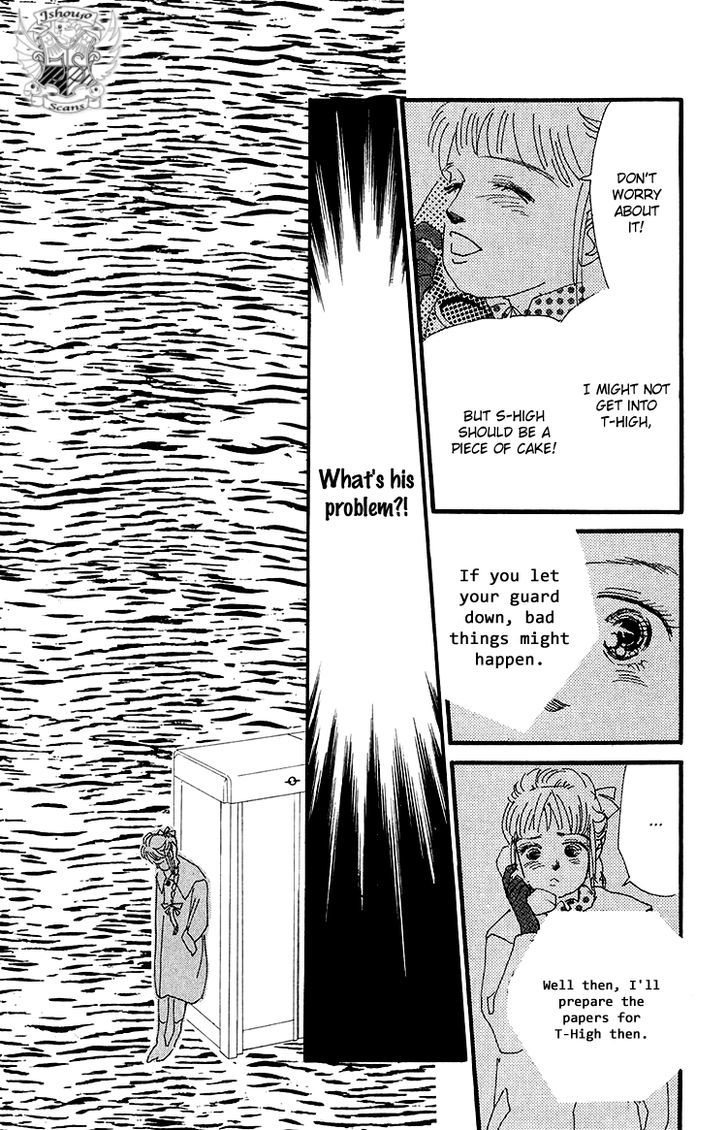 DON'T
WORRY
ABOUT
IT!
I MIGHT NOT
GET INTO
T-HIGH,
BUT S-HIGH
SHOULD BE A
PIECE OF CAKE!
If you let
your guard
down, bad
things might
happen.
...
Well then, I'll
prepare the
papers for
T-High then.
What's his
problem?!
Ishouyo
Scans